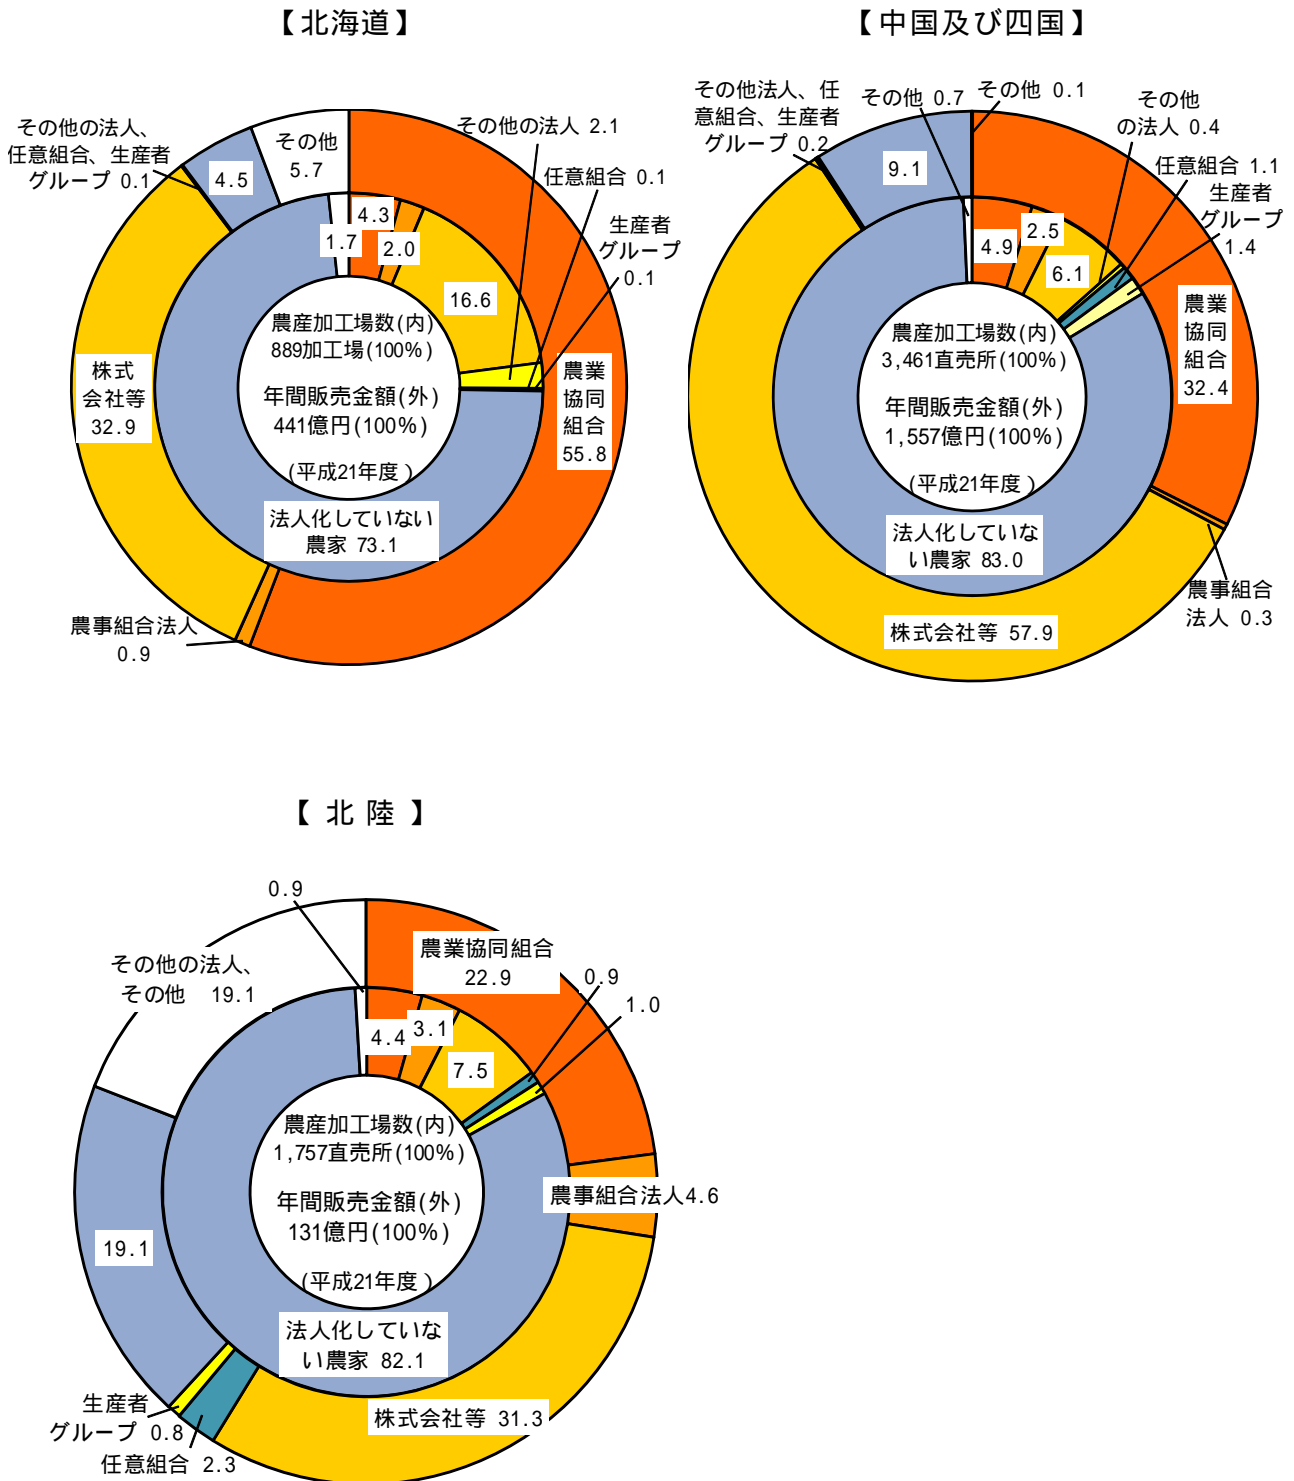 【北海道】
その他の法人、
任意組合、生産者
グループ 0.1
4.5
その他
5.7
その他の法人 2.1
任意組合 0.1
生産者
グループ
0.1
1.7
4.3
2.0
16.6
農産加工場数(内)
889加工場(100%)
年間販売金額(外)
441億円(100%)
(平成21年度)
株式
会社等
32.9
農業
協同
組合
55.8
法人化していない
農家 73.1
農事組合法人
0.9
【中国及び四国】
その他法人、任
意組合、生産者
グループ 0.2
その他 0.7
その他 0.1
その他
の法人 0.4
任意組合 1.1
生産者
グループ
1.4
9.1
4.9
2.5
6.1
農産加工場数(内)
3,461直売所(100%)
年間販売金額(外)
1,557億円(100%)
(平成21年度)
農業
協同
組合
32.4
法人化していな
い農家 83.0
農事組合
法人 0.3
株式会社等 57.9
【北陸】
0.9
その他の法人、
その他 19.1
農業協同組合
22.9
0.9
1.0
4.4
3.1
7.5
農産加工場数(内)
1,757直売所(100%)
年間販売金額(外)
131億円(100%)
(平成21年度)
農事組合法人4.6
19.1
法人化していな
い農家 82.1
株式会社等 31.3
生産者
グループ 0.8
任意組合 2.3